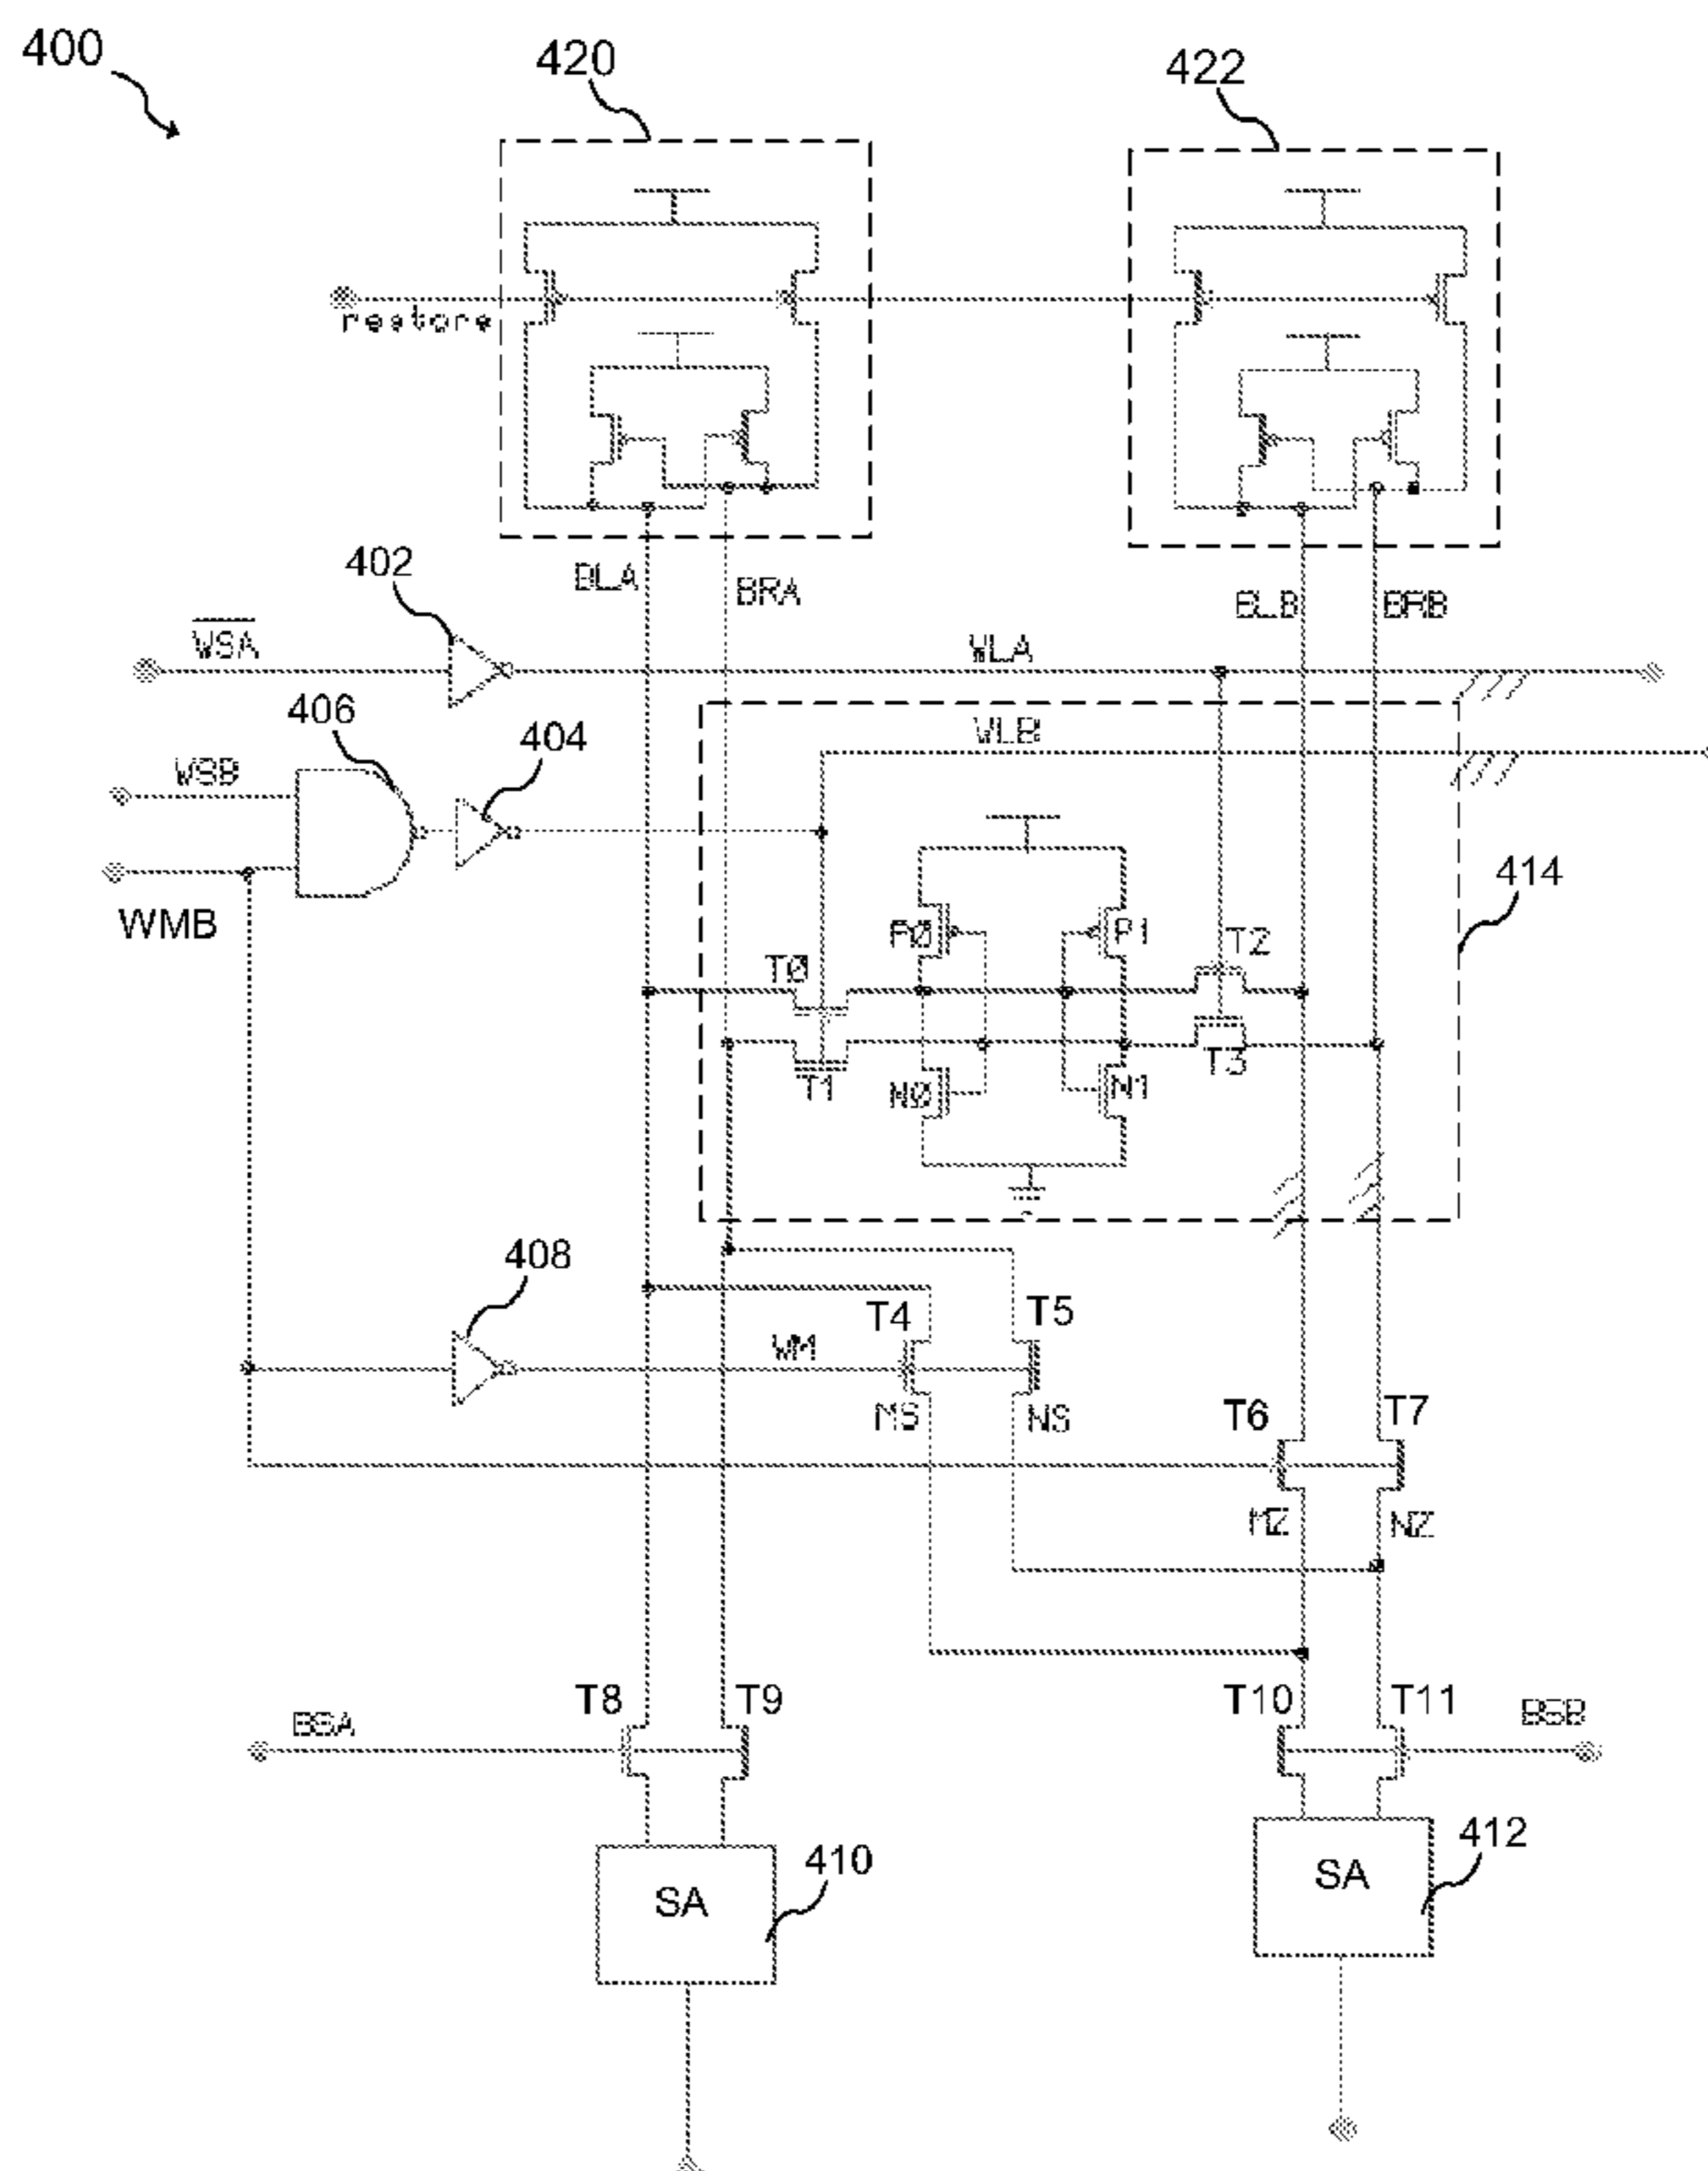 400
420
422
restore
402
BLA
BRA
BLB
BRB
WSA
WLA
406
404
WLB
WSB
414
WMB
P0
P1
T2
T0
T3
T1
N0
N1
408
T4
T5
WM
MS
NS
T6
T7
MZ
NZ
T8
T9
T10
T11
BSA
BSB
SA
410
SA
412